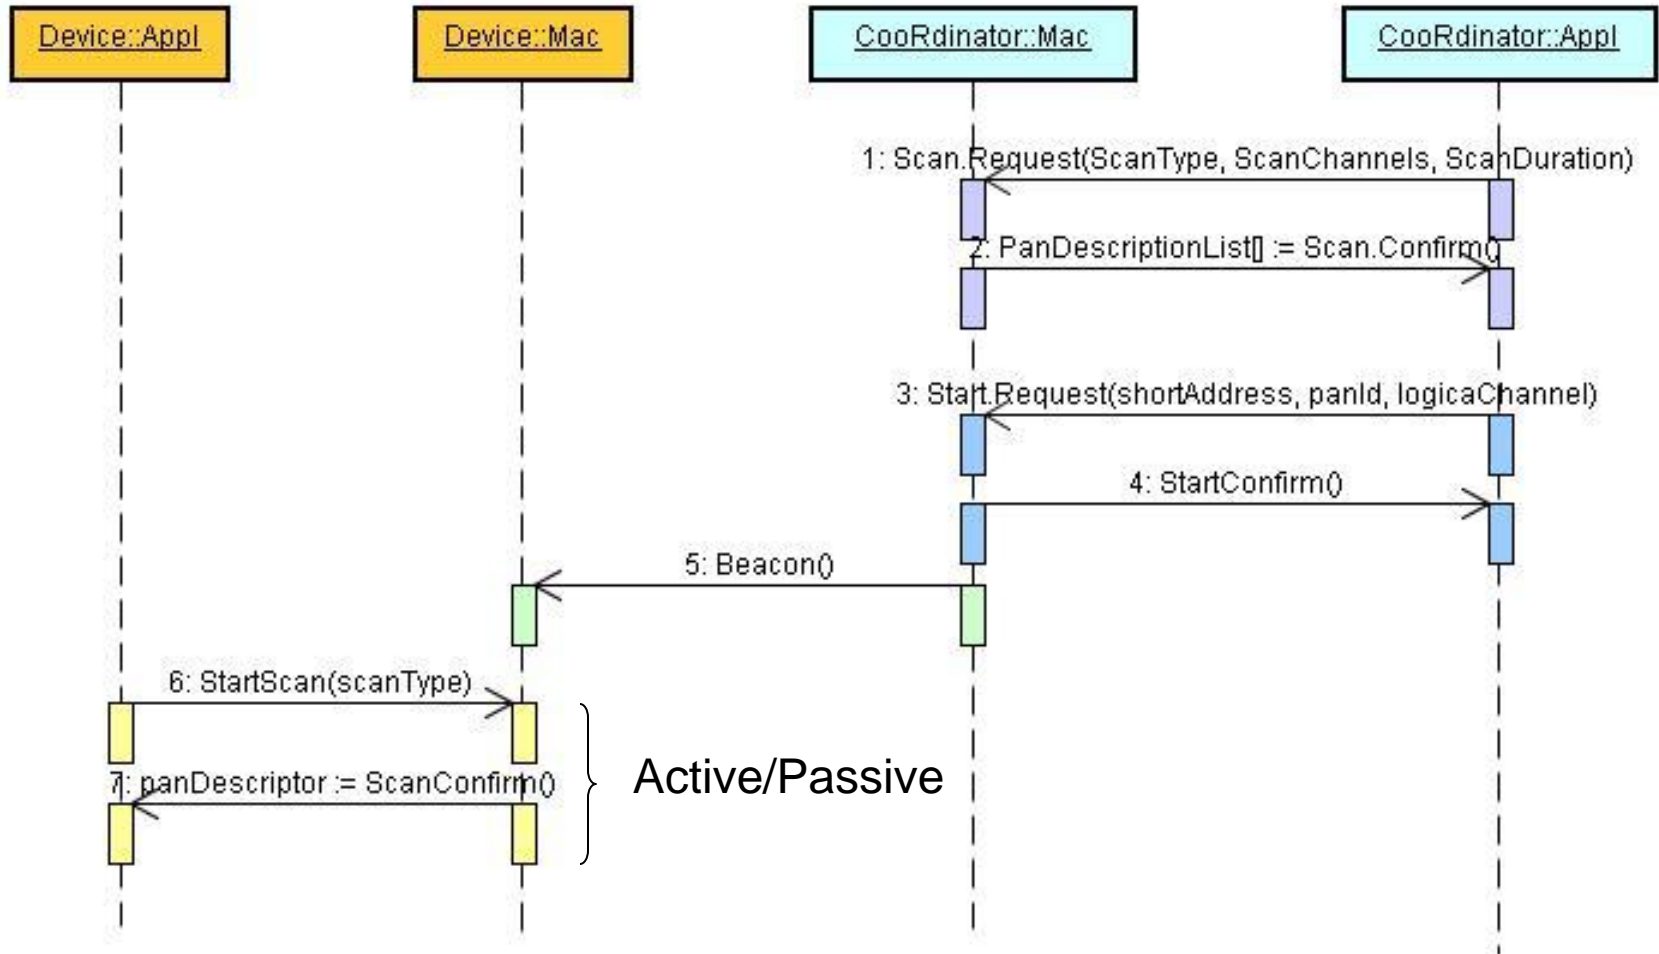 Device::Appl
Device::Mac
CooRdinator::Mac
CooRdinator::Appl
1: Scan.Request(ScanType, ScanChannels, ScanDuration)
2: PanDescriptionList[] := Scan.Confirm()
3: Start.Request(shortAddress, panId, logicaChannel)
4: StartConfirm()
5: Beacon()
6: StartScan(scanType)
Active/Passive
7: panDescriptor := ScanConfirm()